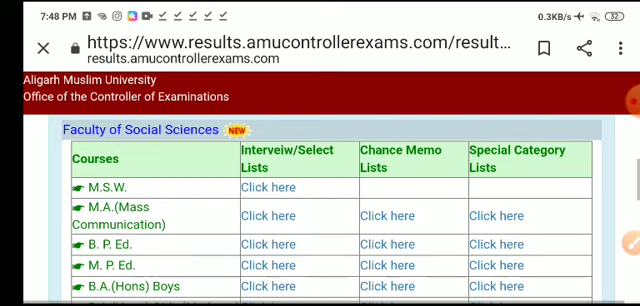 7:48 PM
0.3KB/s
32
https://www.results.amucontrollerexams.com/result...
results.amucontrollerexams.com
Aligarh Muslim University
Office of the Controller of Examinations
Faculty of Social Sciences NEW
Courses Interveiw/Select Lists Chance Memo Lists Special Category Lists
M.S.W. Click here
M.A.(Mass Communication) Click here Click here Click here
B. P. Ed. Click here Click here Click here
M. P. Ed. Click here Click here Click here
B.A.(Hons) Boys Click here Click here Click here